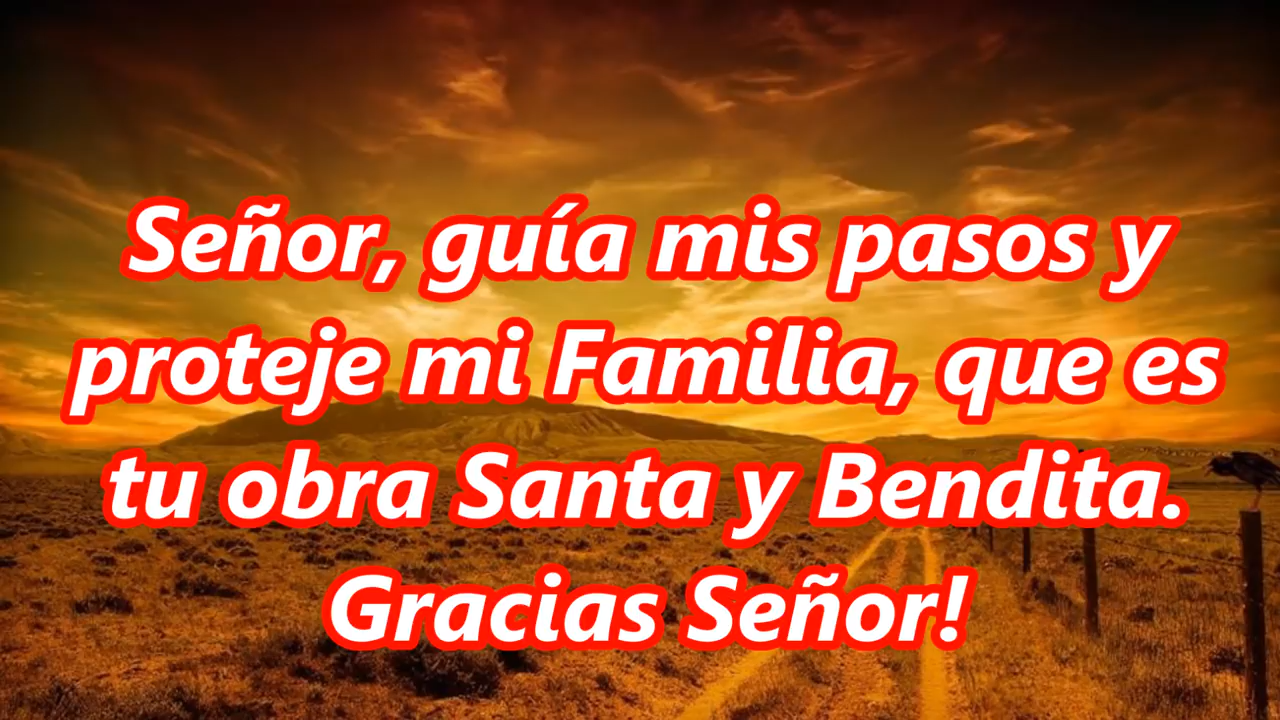 Señor, guía mis pasos y
proteje mi Familia, que es
tu obra Santa y Bendita.
Gracias Señor!